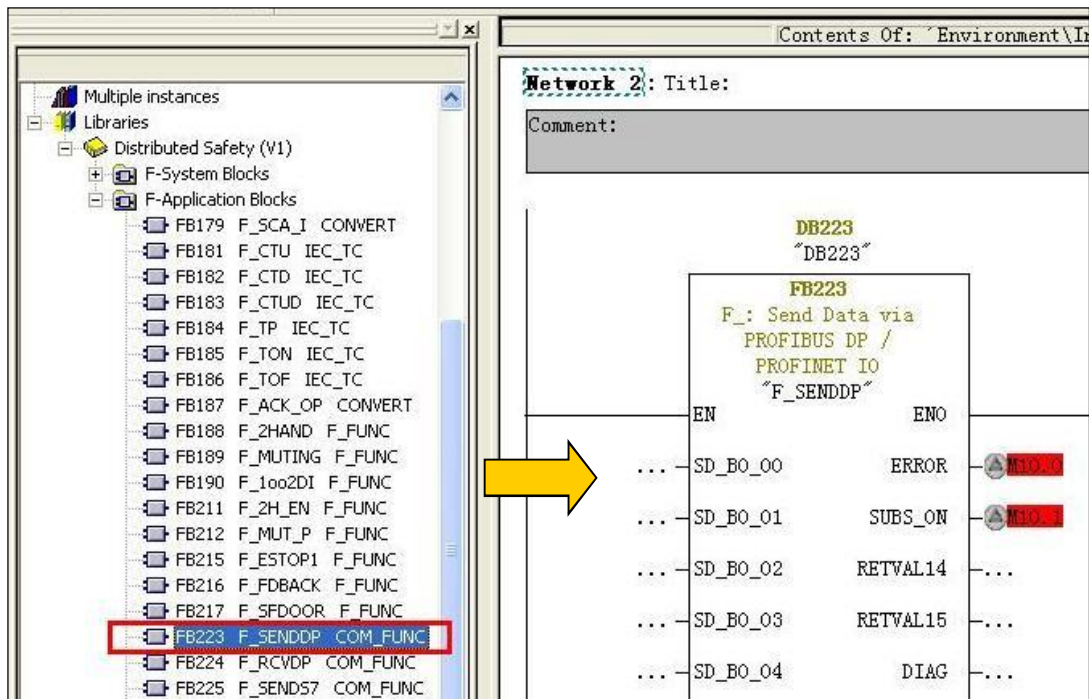 Multiple instances
Libraries
Distributed Safety (V1)
F-System Blocks
F-Application Blocks
FB179 F_SCA_I CONVERT
FB181 F_CTU IEC_TC
FB182 F_CTD IEC_TC
FB183 F_CTUD IEC_TC
FB184 F_TP IEC_TC
FB185 F_TON IEC_TC
FB186 F_TOF IEC_TC
FB187 F_ACK_OP CONVERT
FB188 F_2HAND F_FUNC
FB189 F_MUTING F_FUNC
FB190 F_1oo2DI F_FUNC
FB211 F_2H_EN F_FUNC
FB212 F_MUT_P F_FUNC
FB215 F_ESTOP1 F_FUNC
FB216 F_FDBACK F_FUNC
FB217 F_SFDOOR F_FUNC
FB223 F_SENDDP COM_FUNC
FB224 F_RCVDP COM_FUNC
FB225 F_SENDS7 COM_FUNC
Contents Of: ´Environment\In
Network 2: Title:
Comment:
DB223
"DB223"
FB223
F_: Send Data via
PROFIBUS DP /
PROFINET IO
"F_SENDDP"
EN ENO
... SD_BO_00 ERROR M10.0
... SD_BO_01 SUBS_ON M10.1
... SD_BO_02 RETVAL14 ...
... SD_BO_03 RETVAL15 ...
... SD_BO_04 DIAG ...